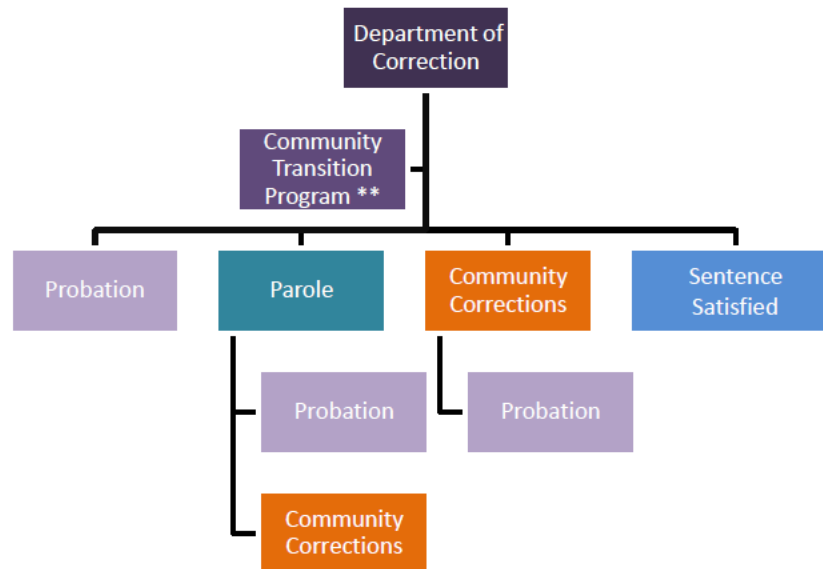 Department of
Correction
Community
Transition
Program **
Probation
Parole
Community
Corrections
Sentence
Satisfied
Probation
Probation
Community
Corrections